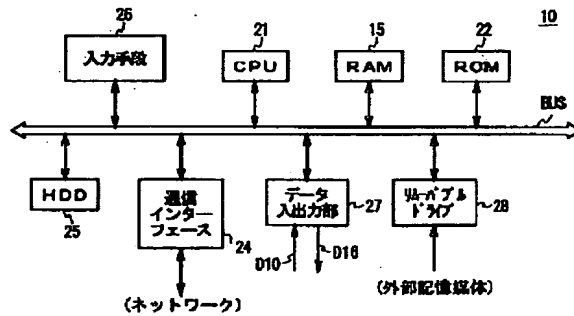 10
26
入力手段
21
CPU
15
RAM
22
ROM
BUS
HDD
25
通信
インター
フェース
24
データ
入出力部
27
リムーバブル
ドライブ
28
D10
D16
(ネットワーク)
(外部記憶媒体)